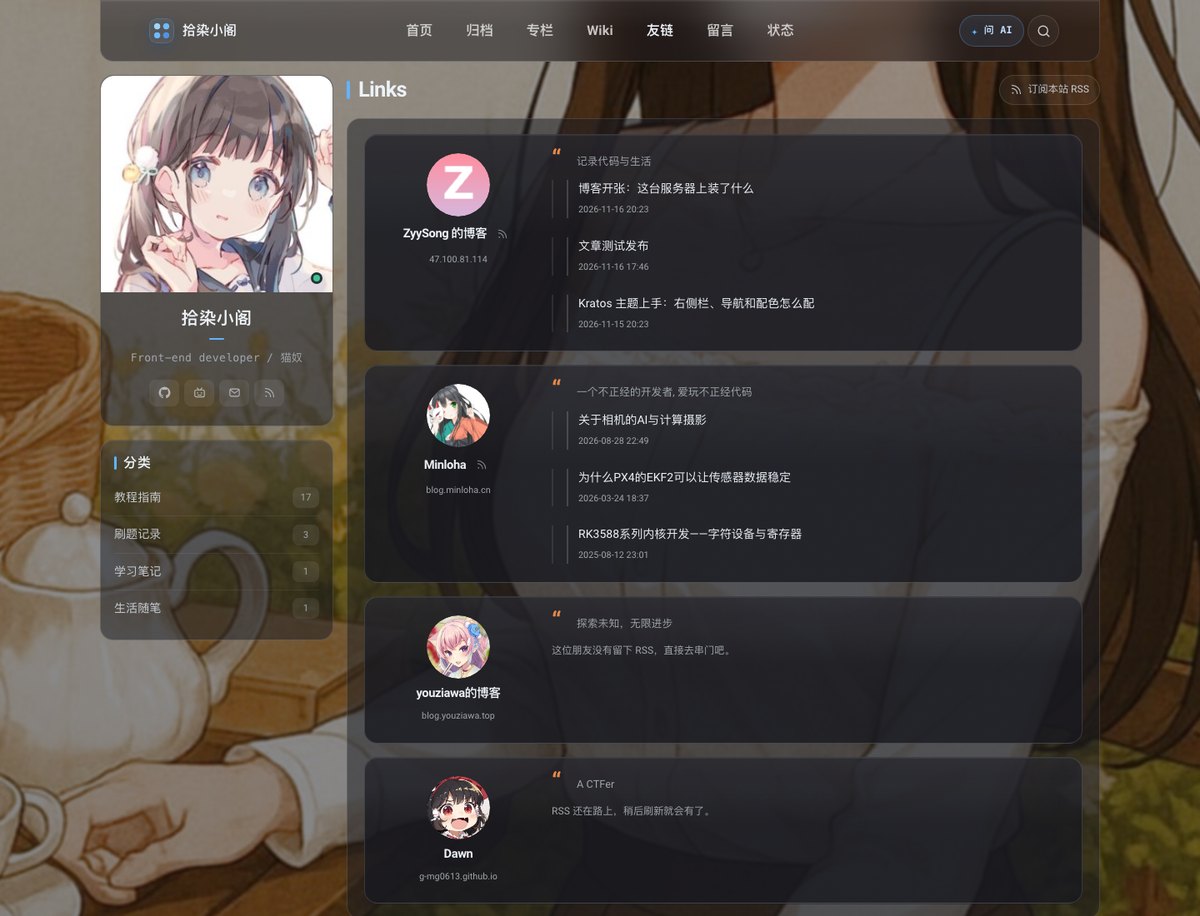 拾染小阁
首页
归档
专栏
Wiki
友链
留言
状态
问 AI
拾染小阁
Front-end developer / 猫奴
分类
教程指南 17
刷题记录 3
学习笔记 1
生活随笔 1
Links
订阅本站 RSS
Z
ZyySong 的博客
47.100.81.114
“ 记录代码与生活
博客开张：这台服务器上装了什么
2026-11-16 20:23
文章测试发布
2026-11-16 17:46
Kratos 主题上手：右侧栏、导航和配色怎么配
2026-11-15 20:23
Minloha
blog.minloha.cn
“ 一个不正经的开发者, 爱玩不正经代码
关于相机的AI与计算摄影
2026-08-28 22:49
为什么PX4的EKF2可以让传感器数据稳定
2026-03-24 18:37
RK3588系列内核开发——字符设备与寄存器
2025-08-12 23:01
youziawa的博客
blog.youziawa.top
“ 探索未知，无限进步
这位朋友没有留下 RSS，直接去串门吧。
Dawn
g-mg0613.github.io
“ A CTFer
RSS 还在路上，稍后刷新就会有了。